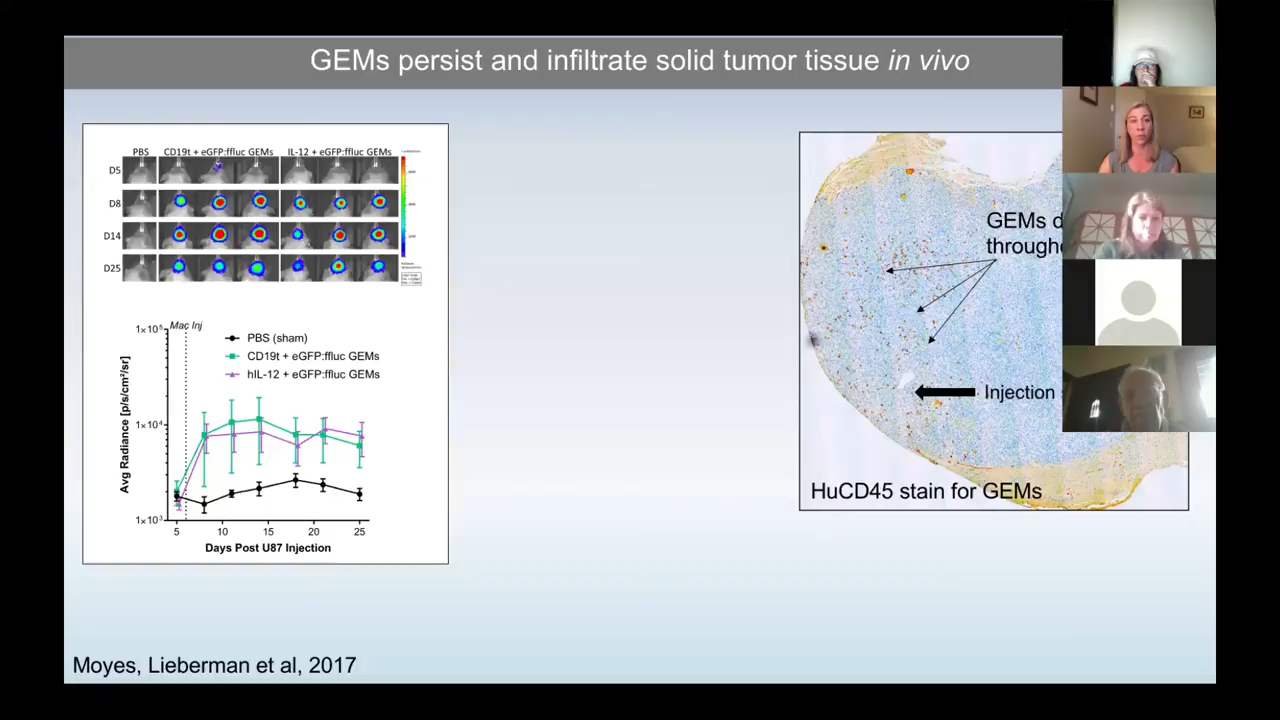 GEMs persist and infiltrate solid tumor tissue in vivo
PBS CD19t + eGFP:ffluc GEMs IL-12 + eGFP:ffluc GEMs
D5
D8
D14
D25
Mac Inj
1×10⁵
1×10⁴
1×10³
Avg Radiance [p/s/cm²/sr]
PBS (sham)
CD19t + eGFP:ffluc GEMs
hIL-12 + eGFP:ffluc GEMs
5 10 15 20 25
Days Post U87 Injection
GEMs d
througho
Injection
HuCD45 stain for GEMs
Moyes, Lieberman et al, 2017